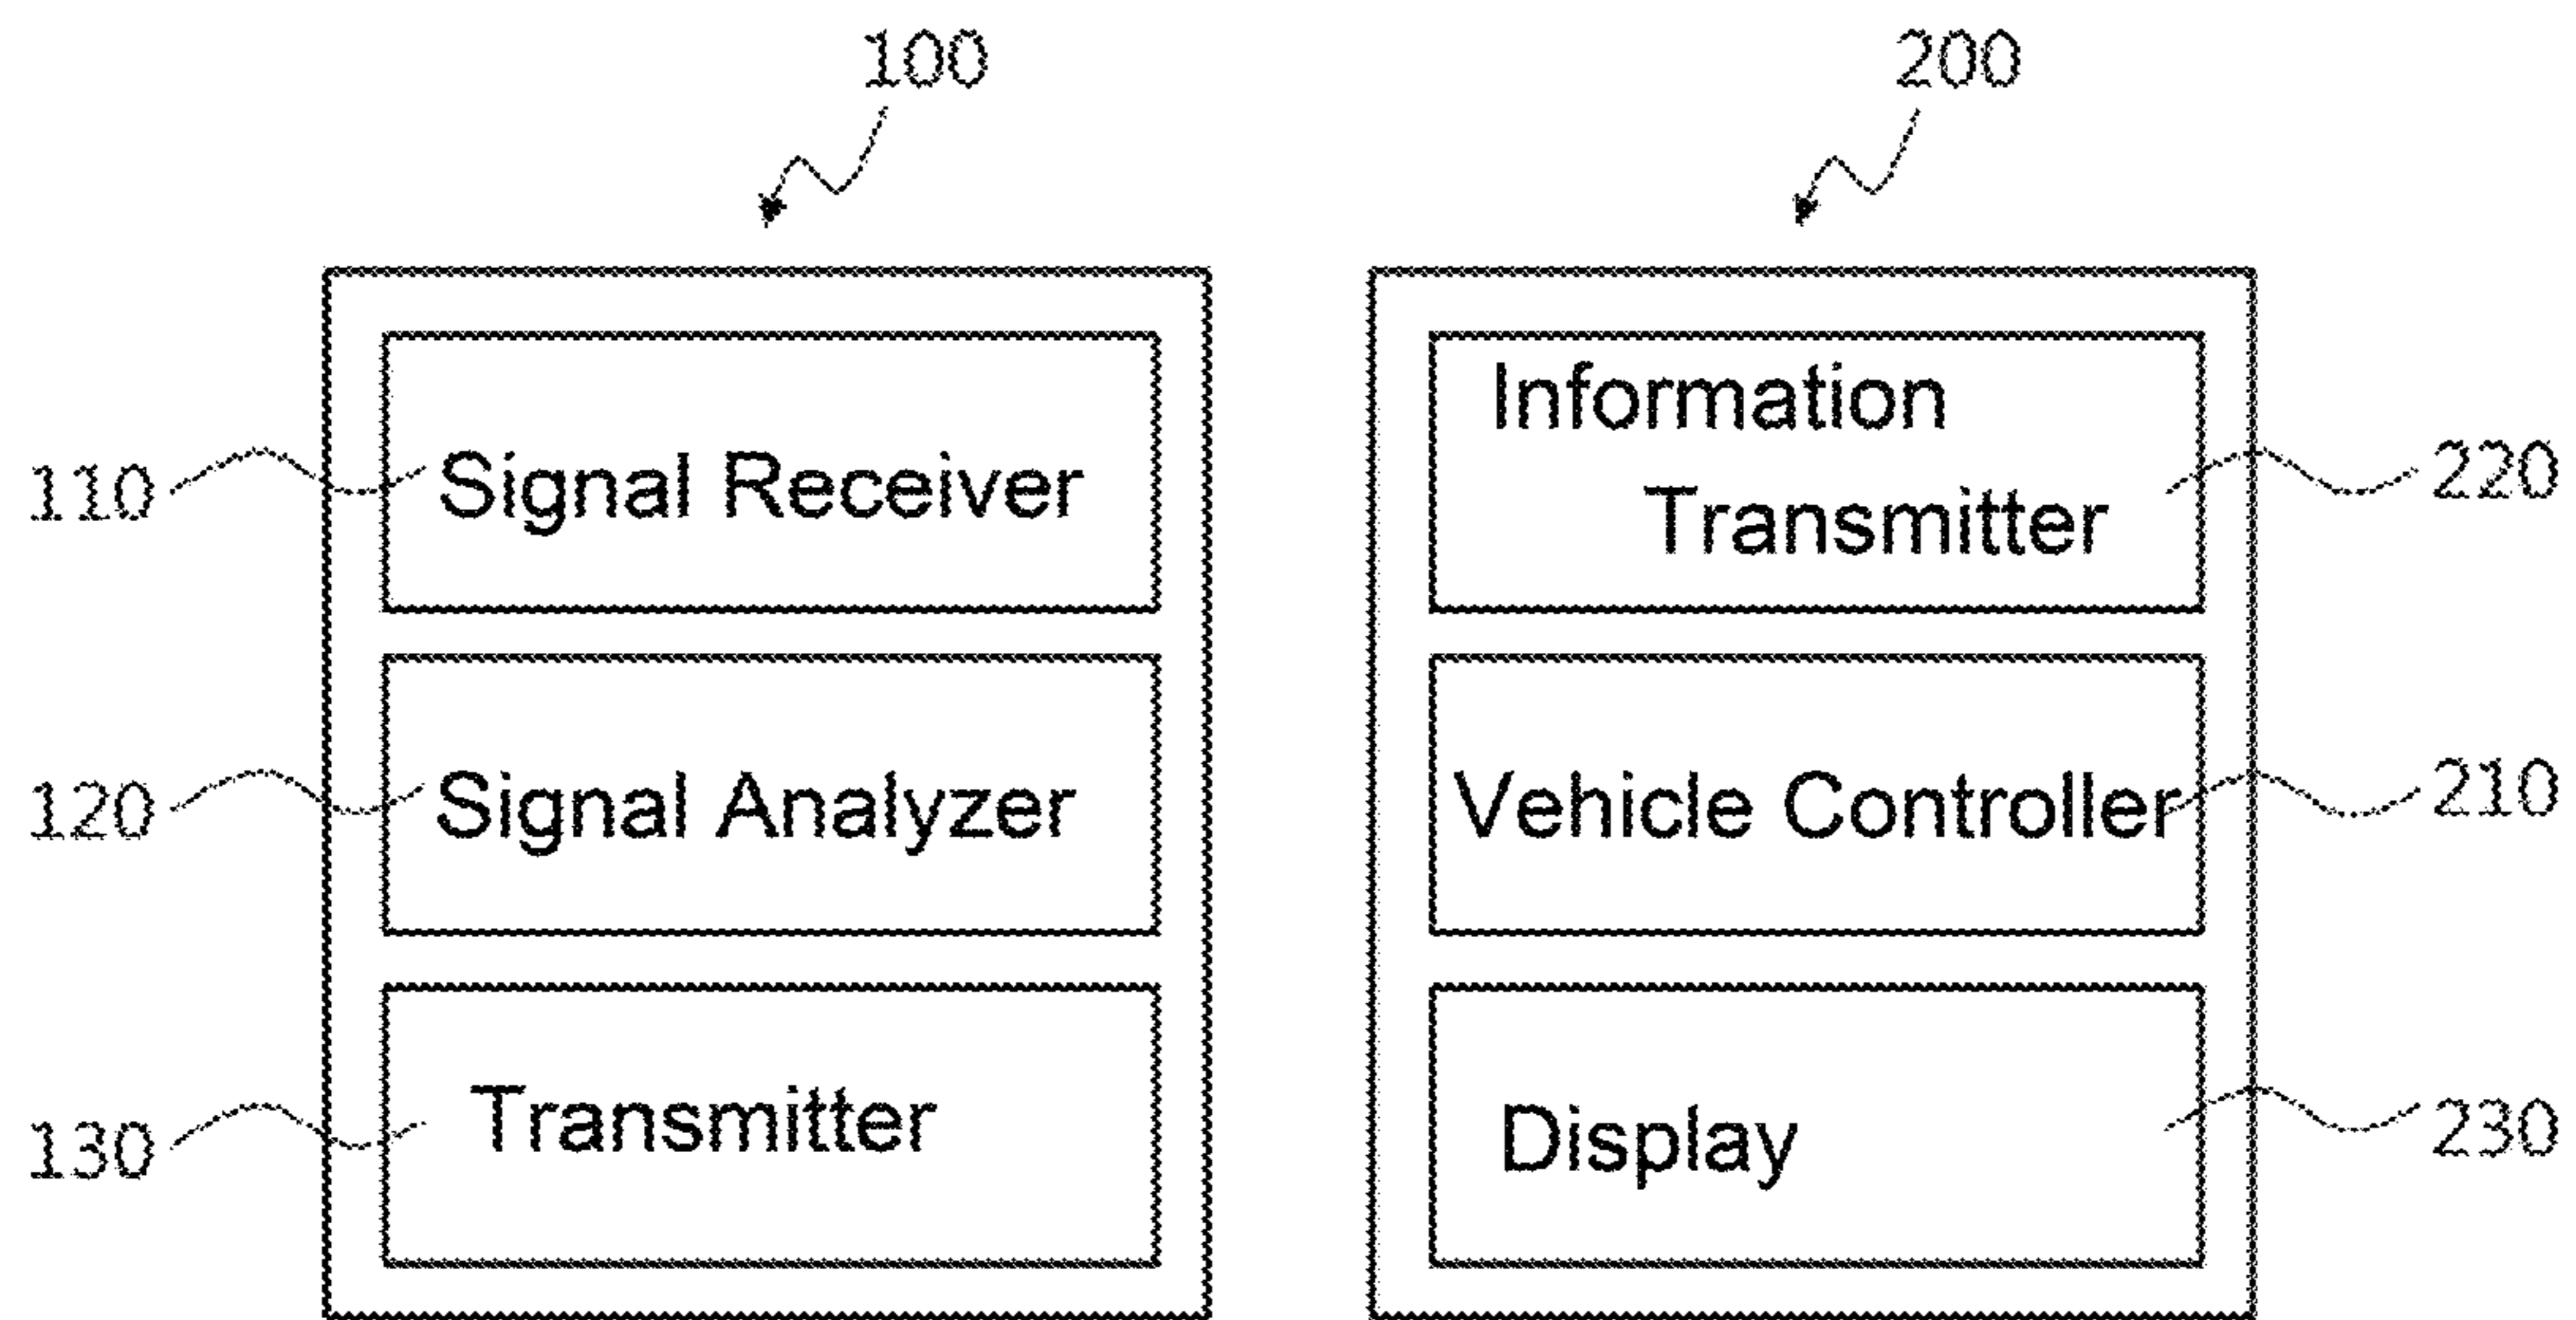 100
200
110
Signal Receiver
Information
Transmitter
220
120
Signal Analyzer
Vehicle Controller
210
130
Transmitter
Display
230